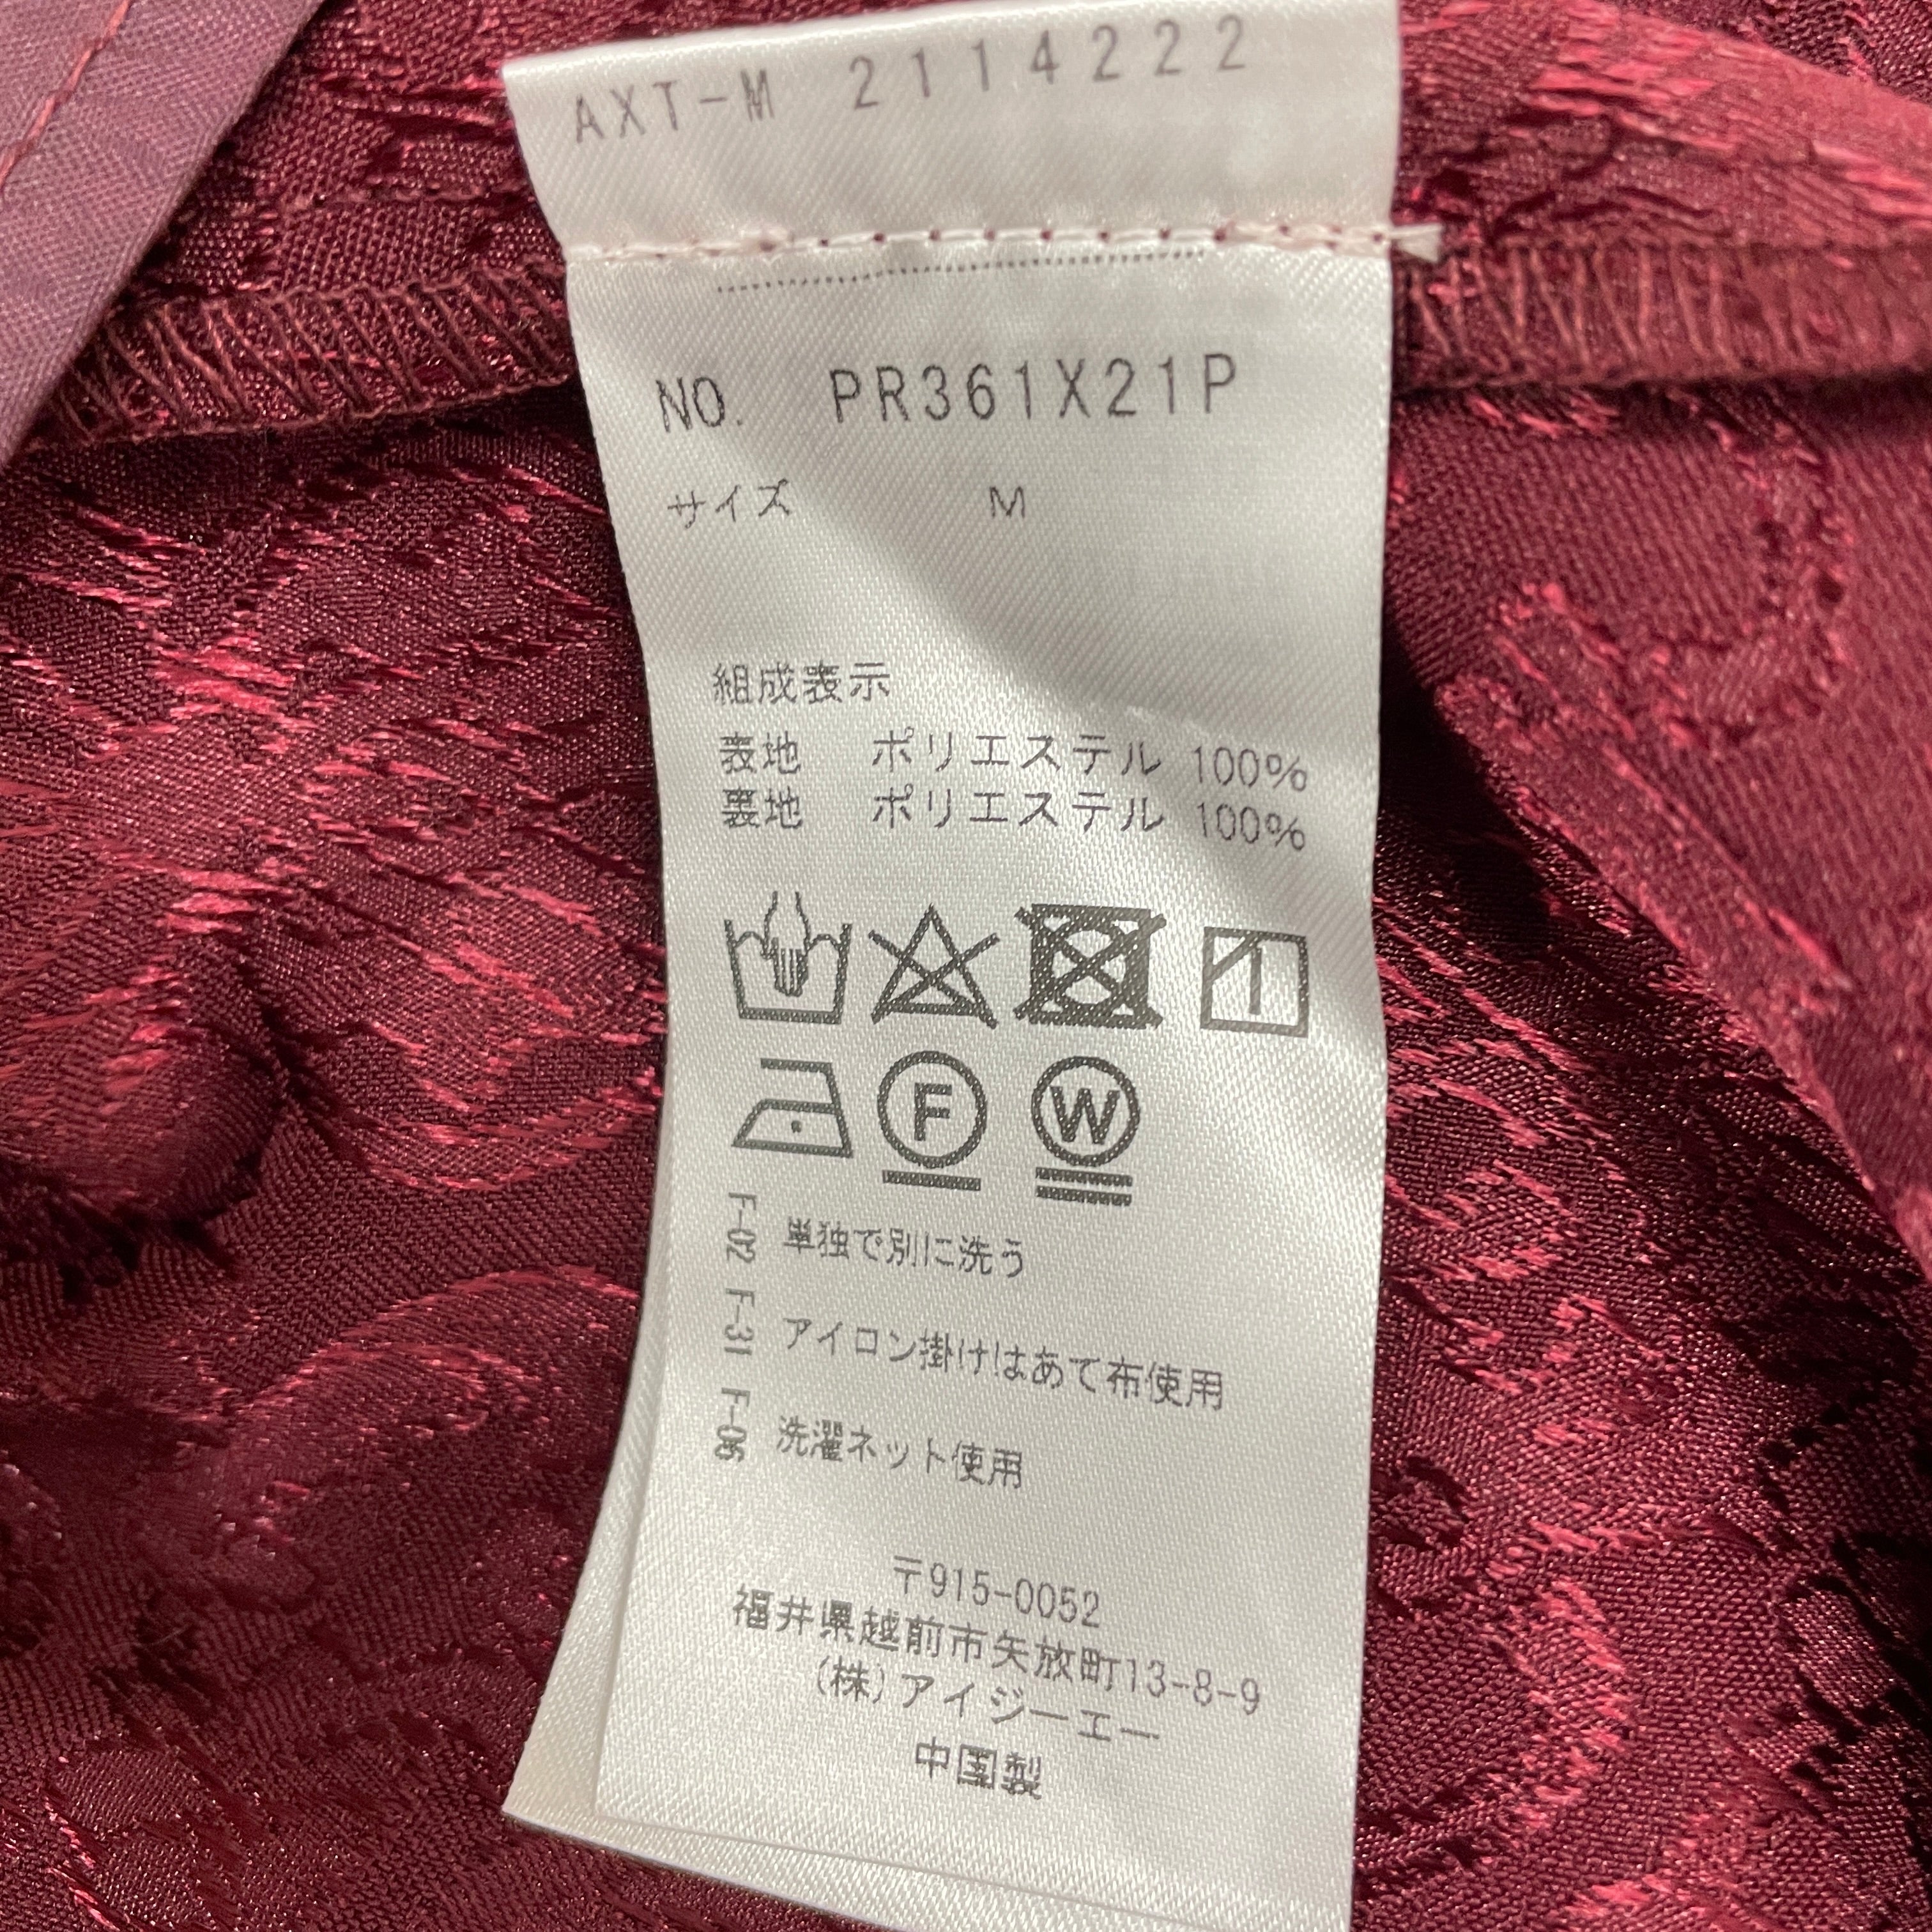 AXT-M 2114222
NO. PR361X21P
サイズ M
組成表示
表地 ポリエステル 100%
裏地 ポリエステル 100%
F W
F-02 単独で別に洗う
F-31 アイロン掛けはあて布使用
F-06 洗濯ネット使用
〒915-0052
福井県越前市矢放町13-8-9
(株)アイジーエー
中国製